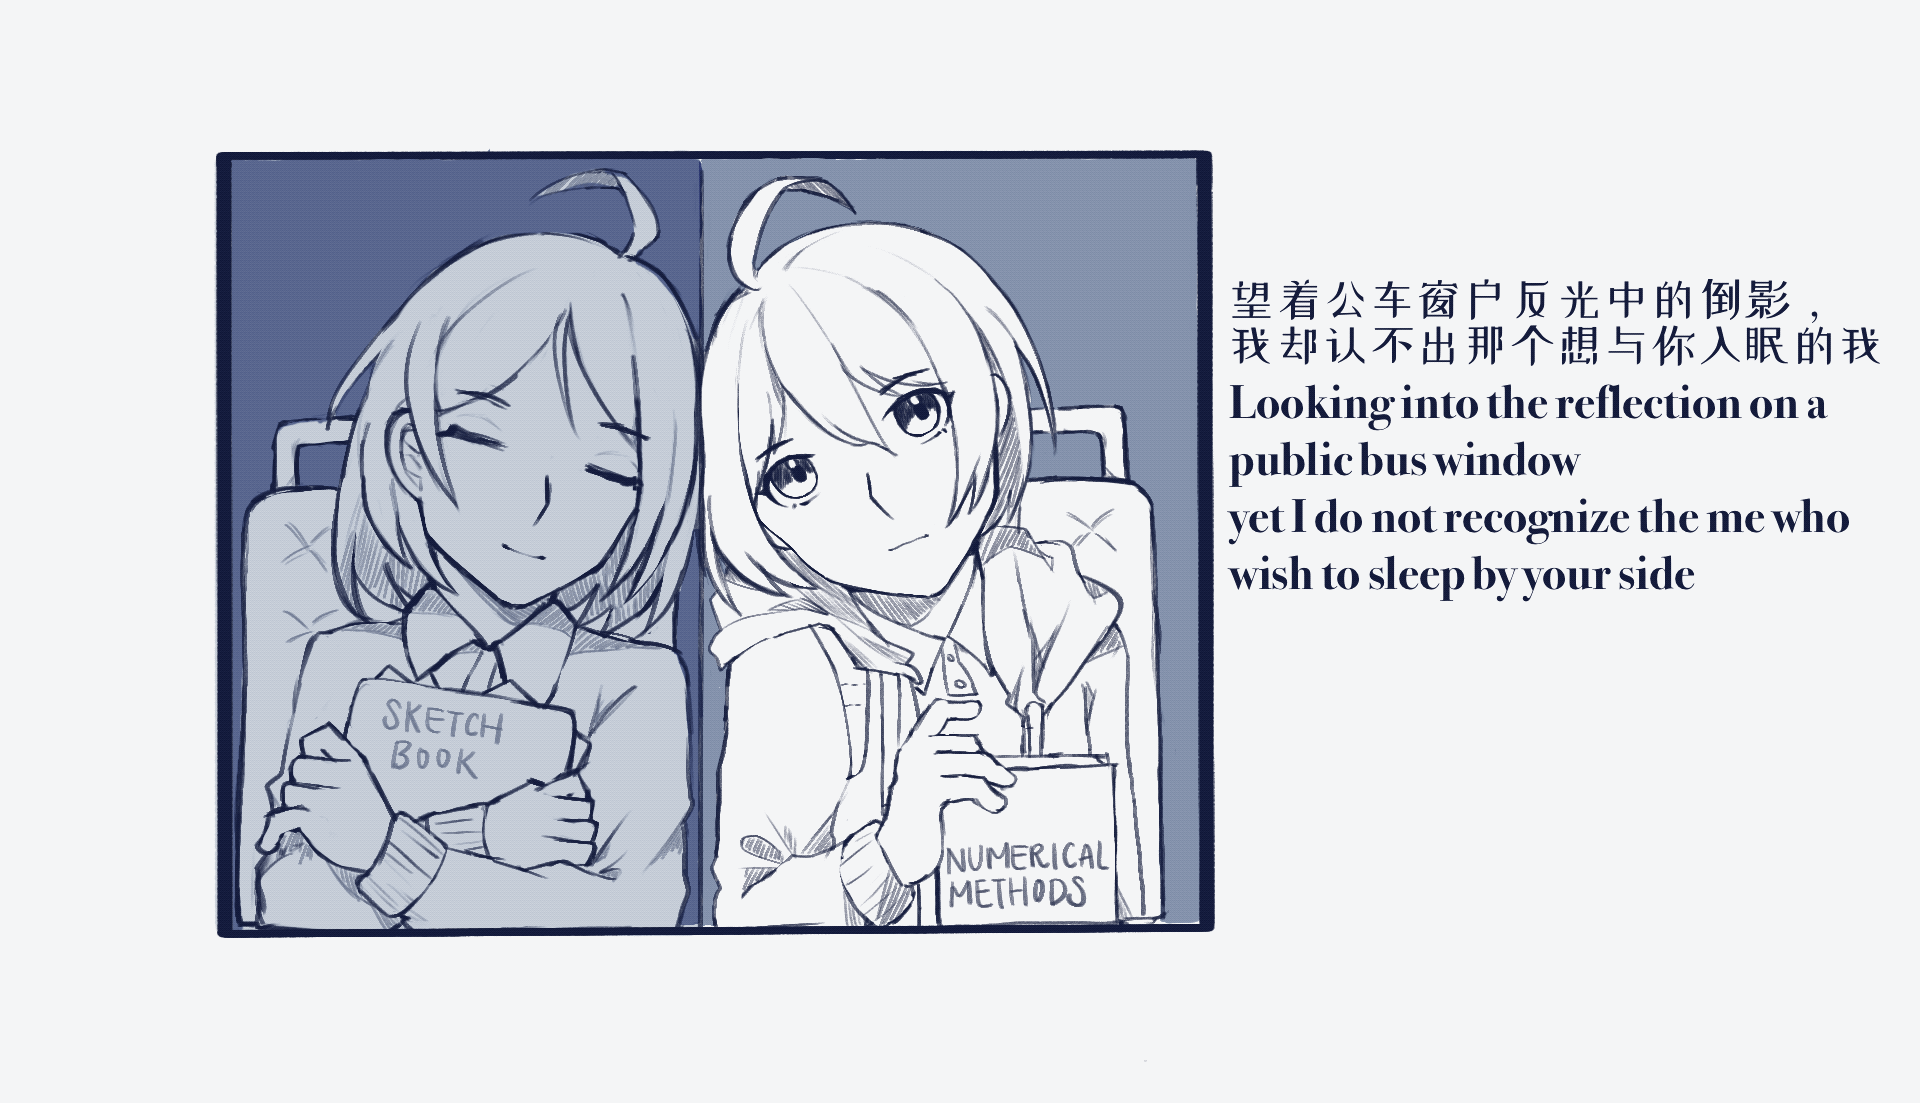 SKETCH
BOOK
NUMERICAL
METHODS
望着公车窗户反光中的倒影，
我却认不出那个想与你入眠的我
Looking into the reflection on a
public bus window
yet I do not recognize the me who
wish to sleep by your side